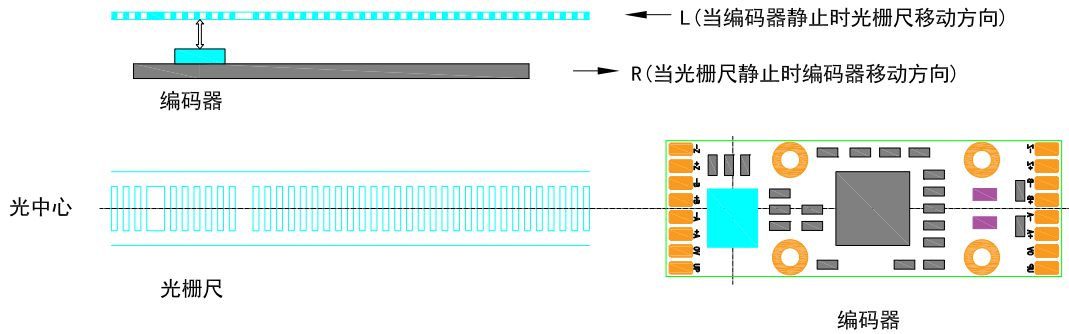 L(当编码器静止时光栅尺移动方向)
R(当光栅尺静止时编码器移动方向)
编码器
光中心
光栅尺
Z-
Z+
B-
B+
A-
A+
编码器